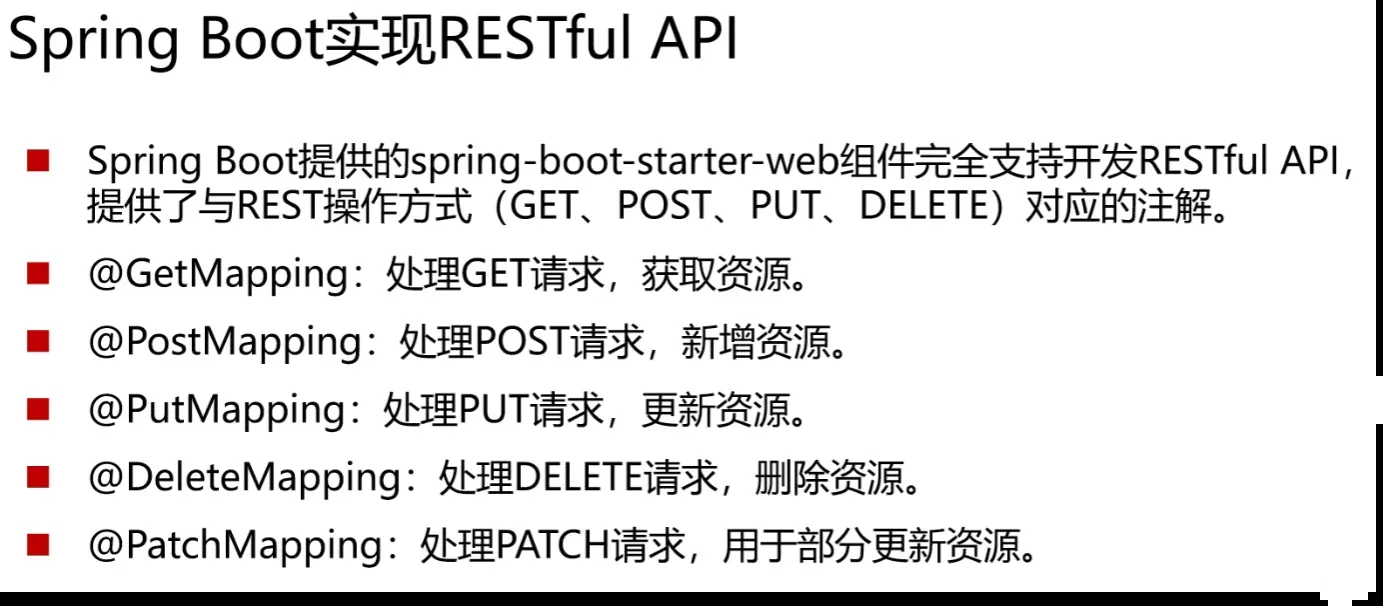 Spring Boot实现RESTful API
Spring Boot提供的spring-boot-starter-web组件完全支持开发RESTful API，
提供了与REST操作方式（GET、POST、PUT、DELETE）对应的注解。
@GetMapping：处理GET请求，获取资源。
@PostMapping：处理POST请求，新增资源。
@PutMapping：处理PUT请求，更新资源。
@DeleteMapping：处理DELETE请求，删除资源。
@PatchMapping：处理PATCH请求，用于部分更新资源。